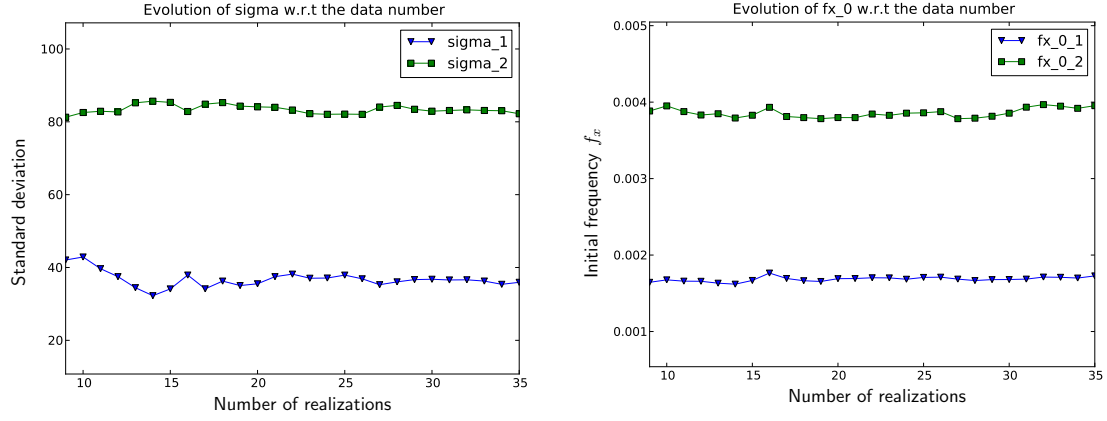 Evolution of sigma w.r.t the data number
sigma_1
sigma_2
100
80
60
40
20
10
15
20
25
30
35
Standard deviation
Number of realizations
Evolution of fx_0 w.r.t the data number
fx_0_1
fx_0_2
0.005
0.004
0.003
0.002
0.001
10
15
20
25
30
35
Initial frequency fₓ
Number of realizations